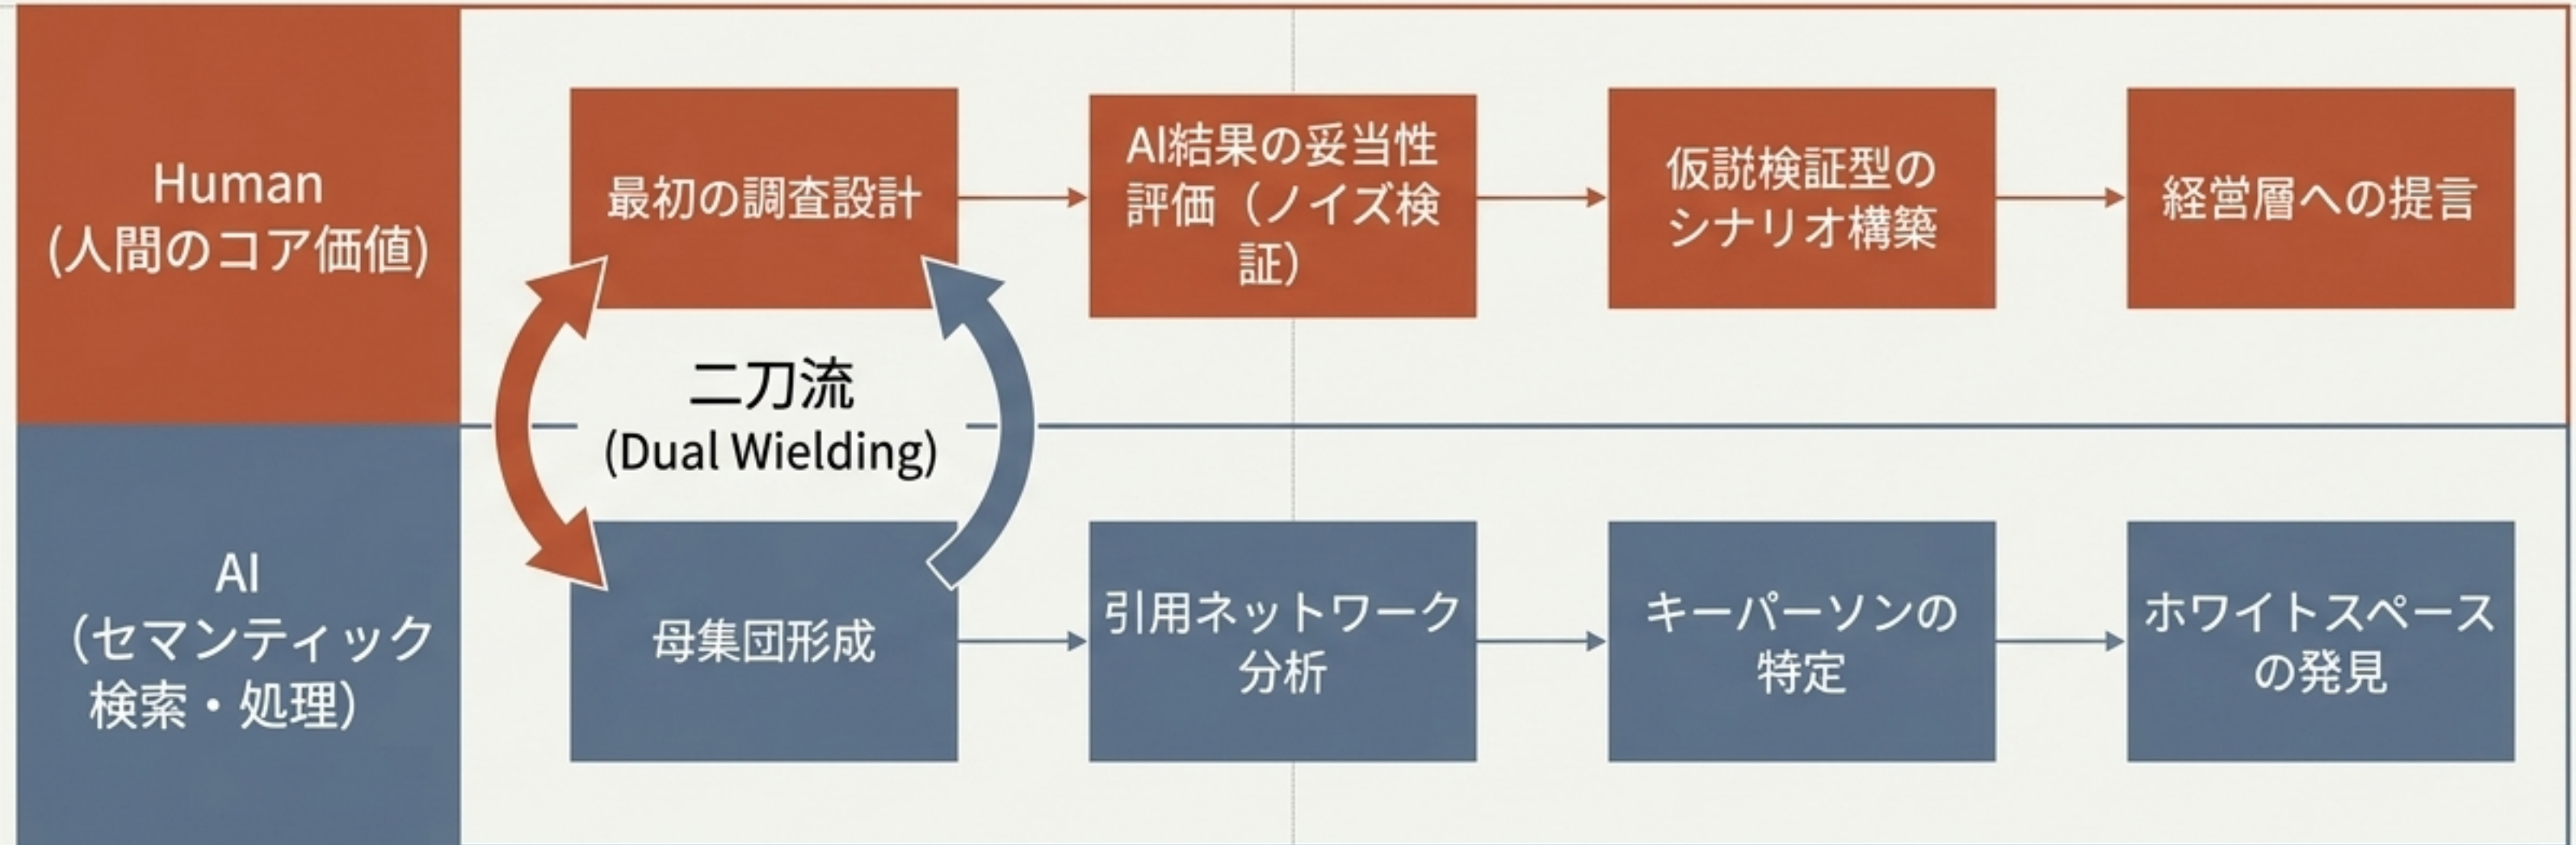 Human
(人間のコア価値)
最初の調査設計
AI結果の妥当性
評価（ノイズ検
証）
仮説検証型の
シナリオ構築
経営層への提言
二刀流
(Dual Wielding)
AI
（セマンティック
検索・処理）
母集団形成
引用ネットワーク
分析
キーパーソンの
特定
ホワイトスペース
の発見